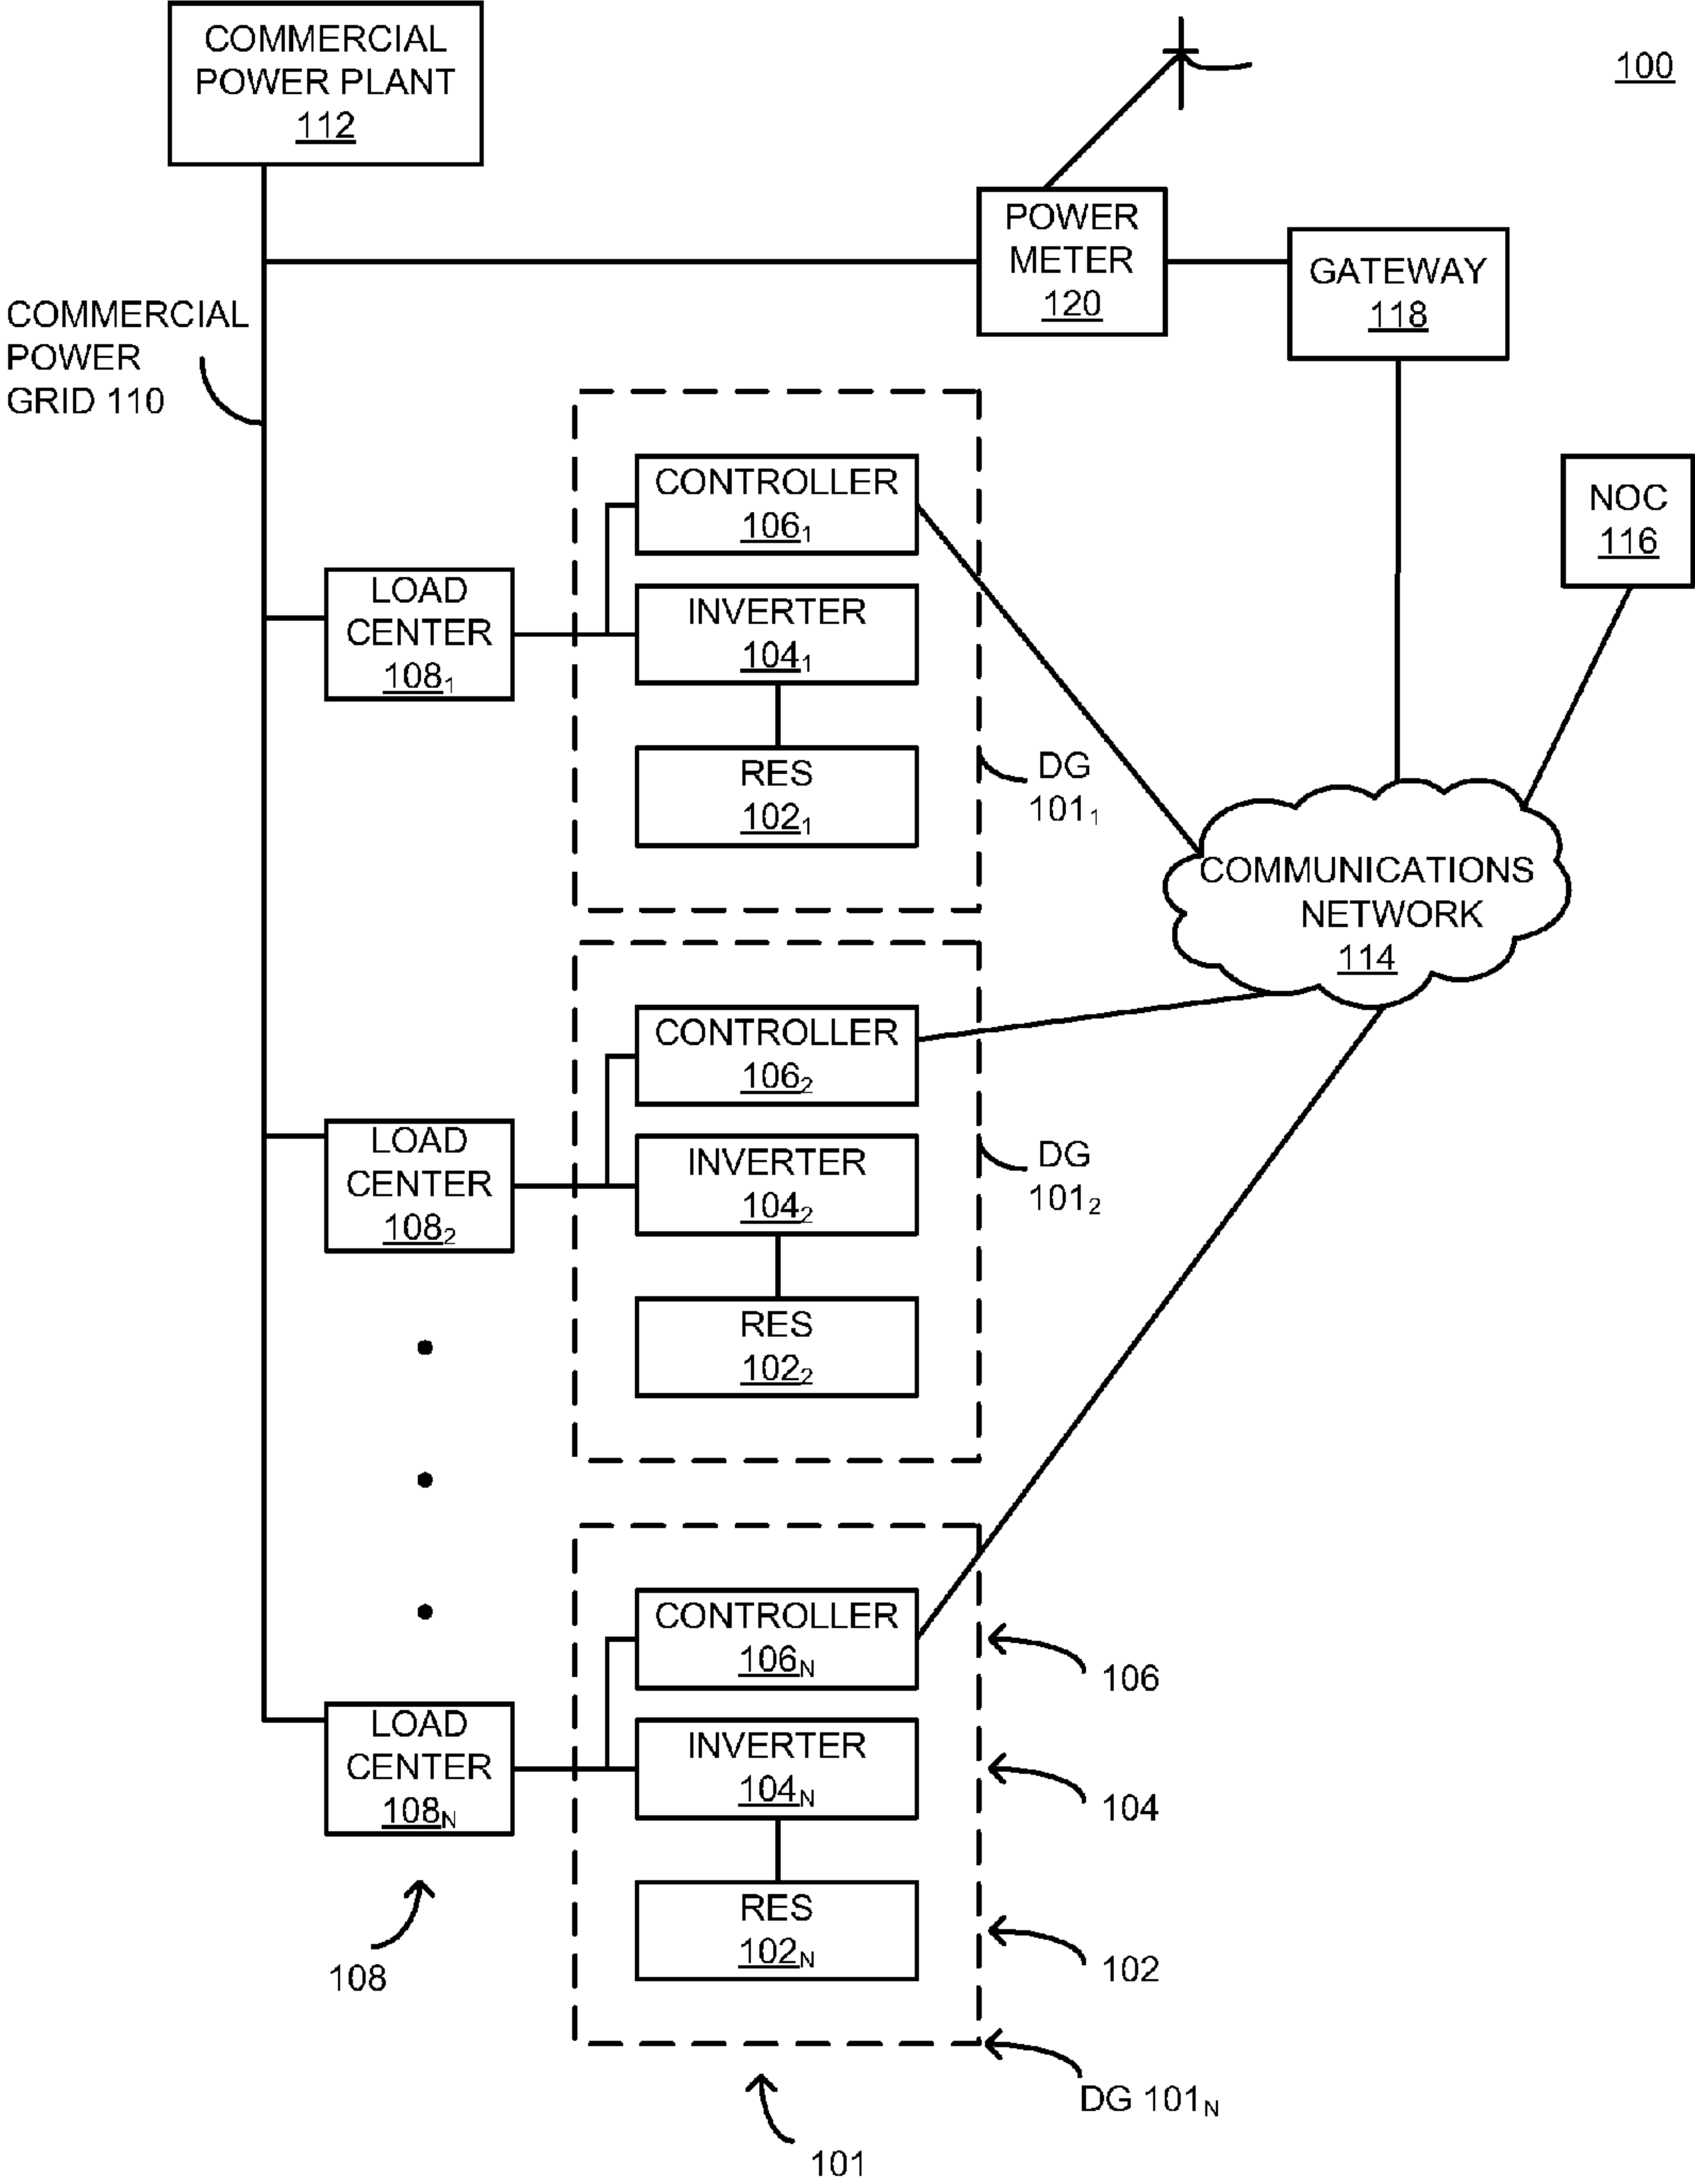 COMMERCIAL
POWER PLANT
112
100
POWER
METER
120
GATEWAY
118
COMMERCIAL
POWER
GRID 110
NOC
116
CONTROLLER
106₁
LOAD
CENTER
108₁
INVERTER
104₁
RES
102₁
DG
101₁
COMMUNICATIONS
NETWORK
114
CONTROLLER
106₂
LOAD
CENTER
108₂
INVERTER
104₂
RES
102₂
DG
101₂
CONTROLLER
106N
106
LOAD
CENTER
108N
INVERTER
104N
104
RES
102N
102
108
DG 101N
101